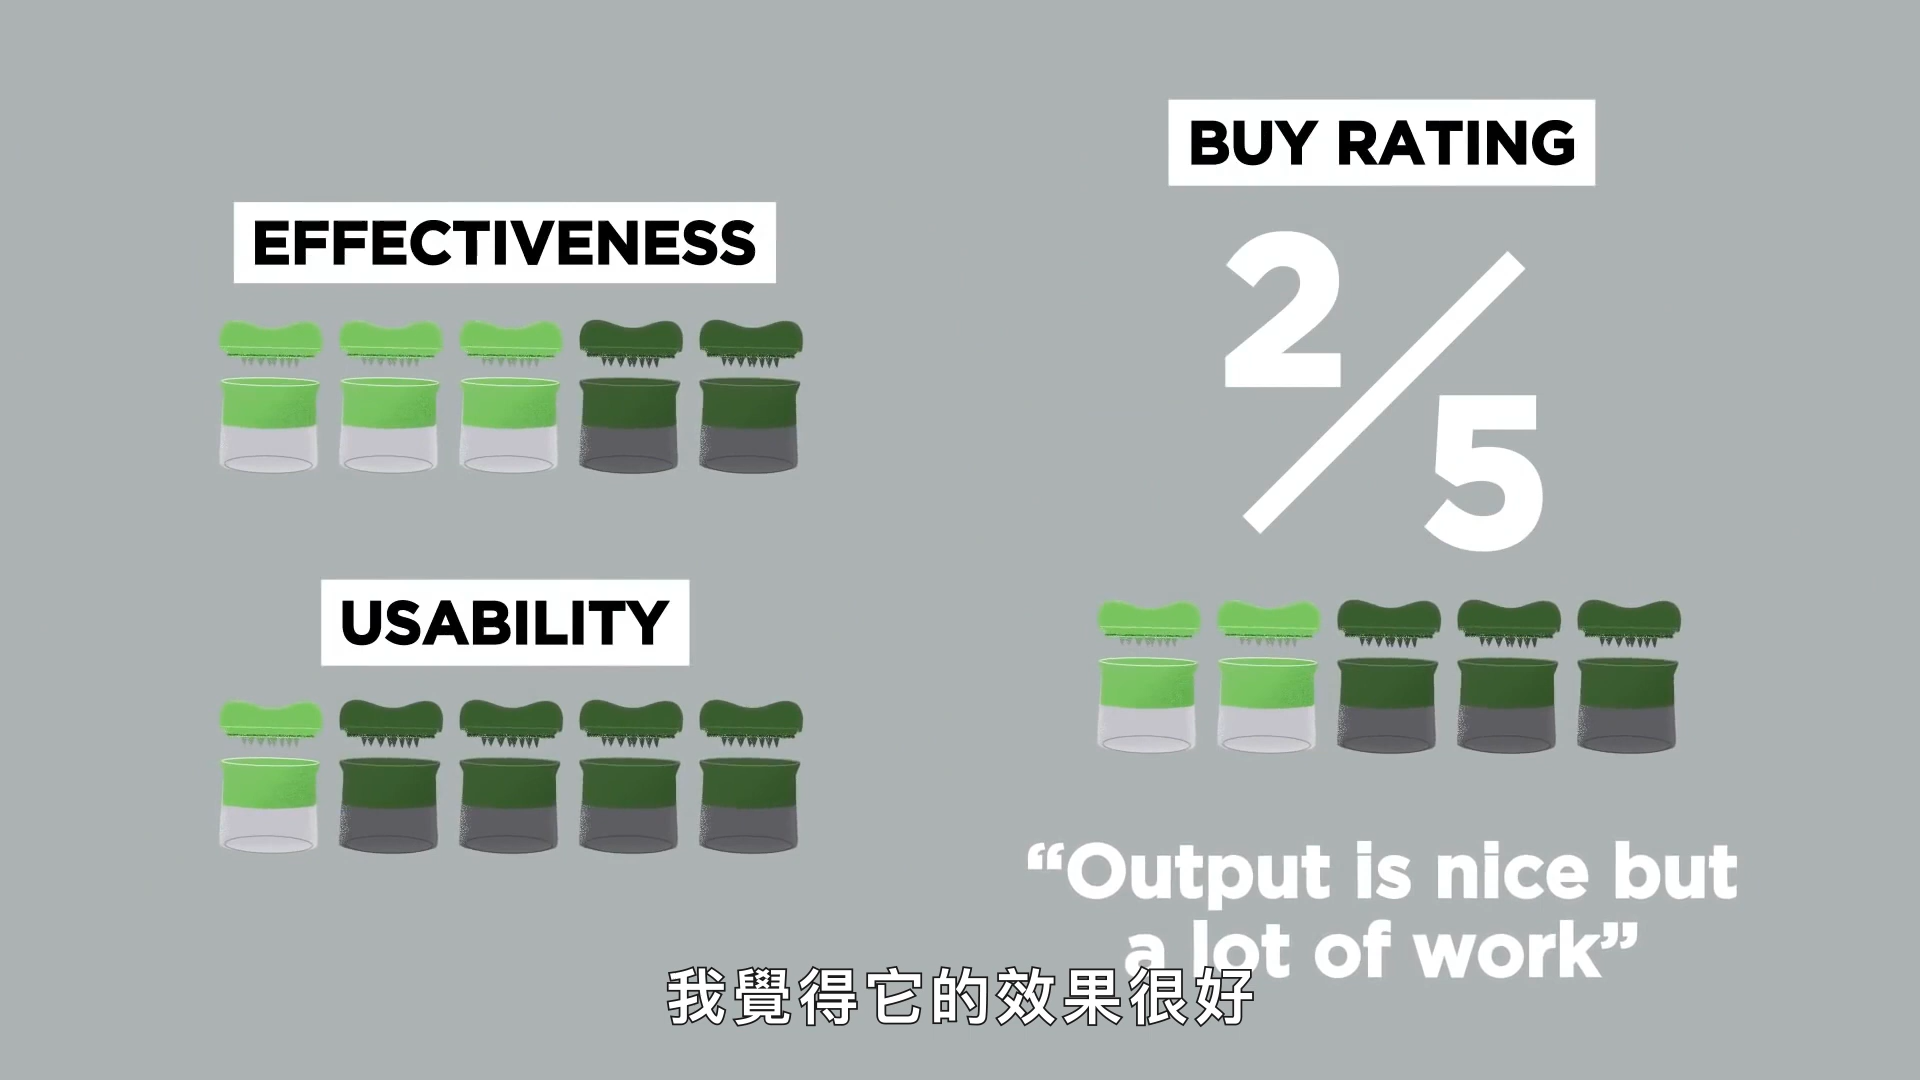 EFFECTIVENESS
USABILITY
BUY RATING
2/5
“Output is nice but
a lot of work”
我覺得它的效果很好